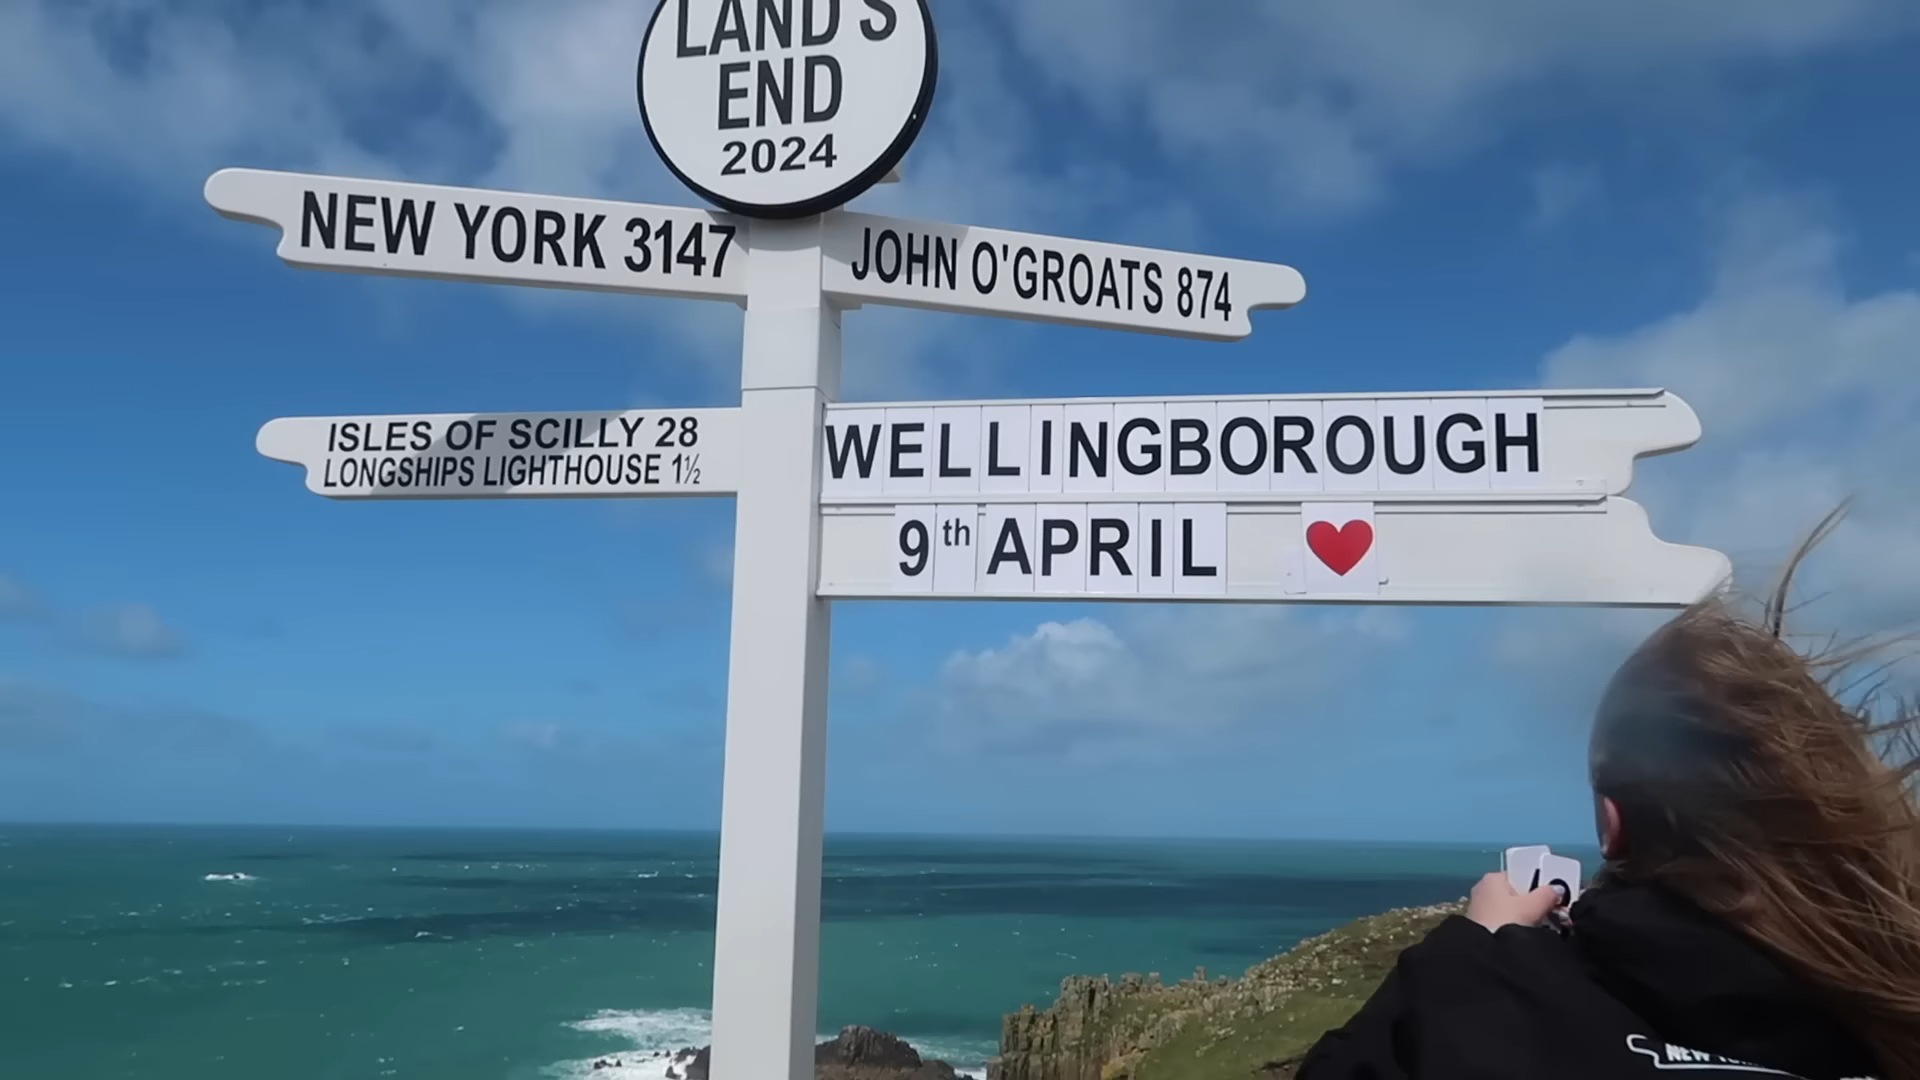 LAND'S
END
2024
NEW YORK 3147
JOHN O'GROATS 874
ISLES OF SCILLY 28
LONGSHIPS LIGHTHOUSE 1½
WELLINGBOROUGH
9th APRIL ❤
NEW